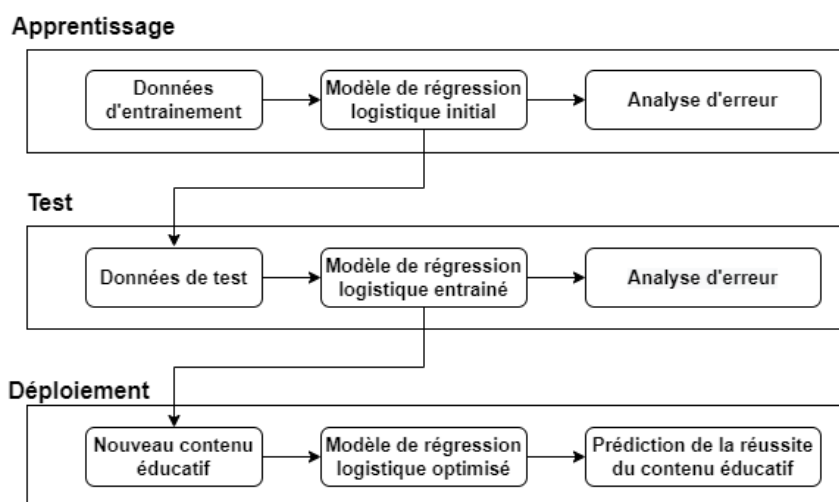 Apprentissage
Données
d'entrainement
Modèle de régression
logistique initial
Analyse d'erreur
Test
Données de test
Modèle de régression
logistique entrainé
Analyse d'erreur
Déploiement
Nouveau contenu
éducatif
Modèle de régression
logistique optimisé
Prédiction de la réussite
du contenu éducatif